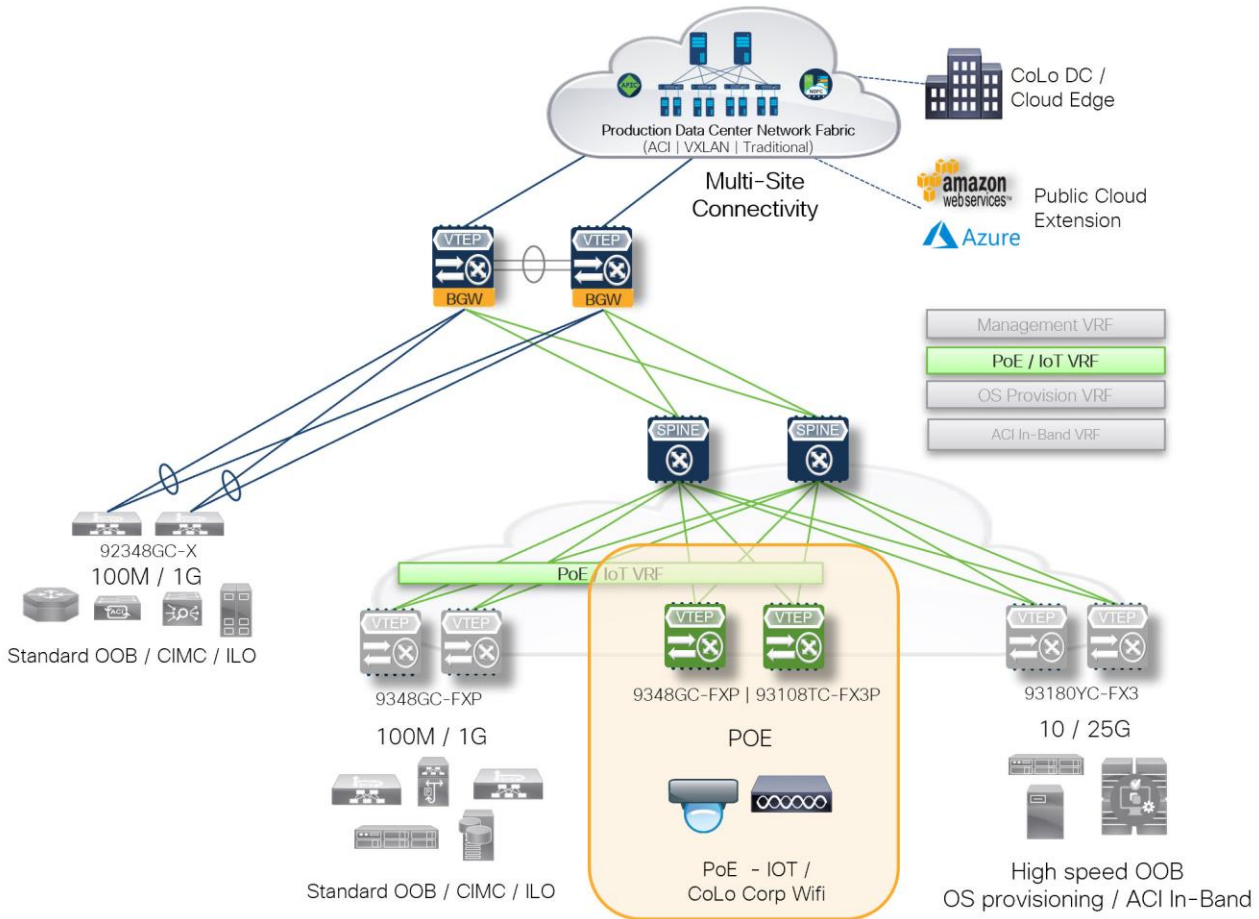 APIC
NDFC
Production Data Center Network Fabric
(ACI | VXLAN | Traditional)
CoLo DC /
Cloud Edge
Multi-Site
Connectivity
amazon
webservices™
Azure
Public Cloud
Extension
VTEP
VTEP
BGW
BGW
Management VRF
PoE / IoT VRF
OS Provision VRF
ACI In-Band VRF
SPINE
SPINE
92348GC-X
100M / 1G
ACI
Standard OOB / CIMC / ILO
PoE / IoT VRF
VTEP
VTEP
VTEP
VTEP
VTEP
VTEP
9348GC-FXP
9348GC-FXP | 93108TC-FX3P
93180YC-FX3
100M / 1G
POE
10 / 25G
Standard OOB / CIMC / ILO
PoE - IOT /
CoLo Corp Wifi
High speed OOB
OS provisioning / ACI In-Band